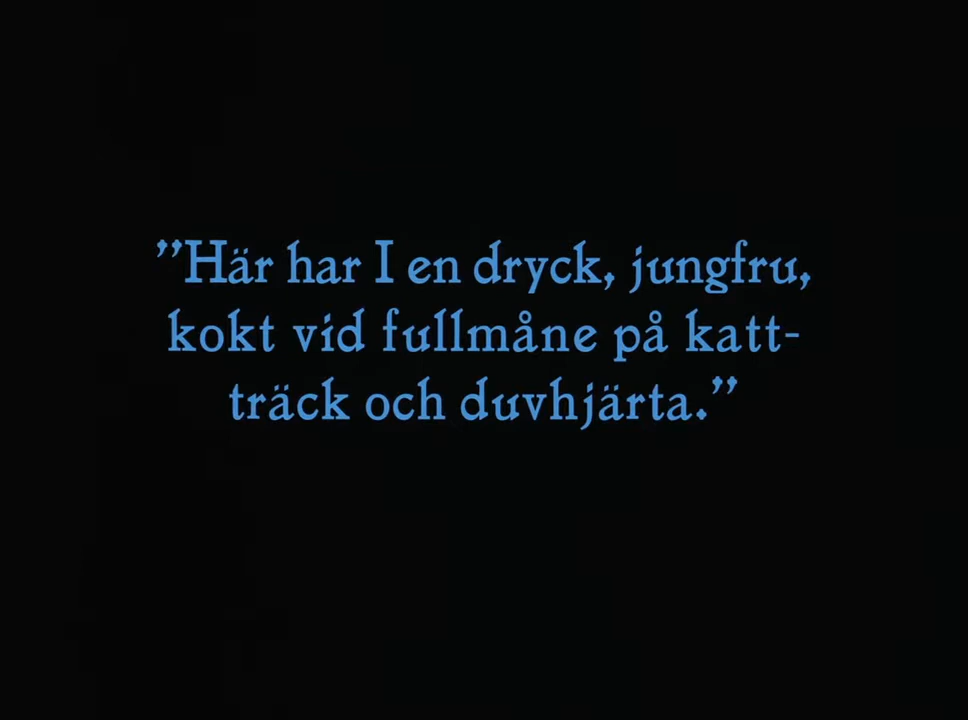 ”Här har I en dryck, jungfru,
kokt vid fullmåne på katt-
träck och duvhjärta.”